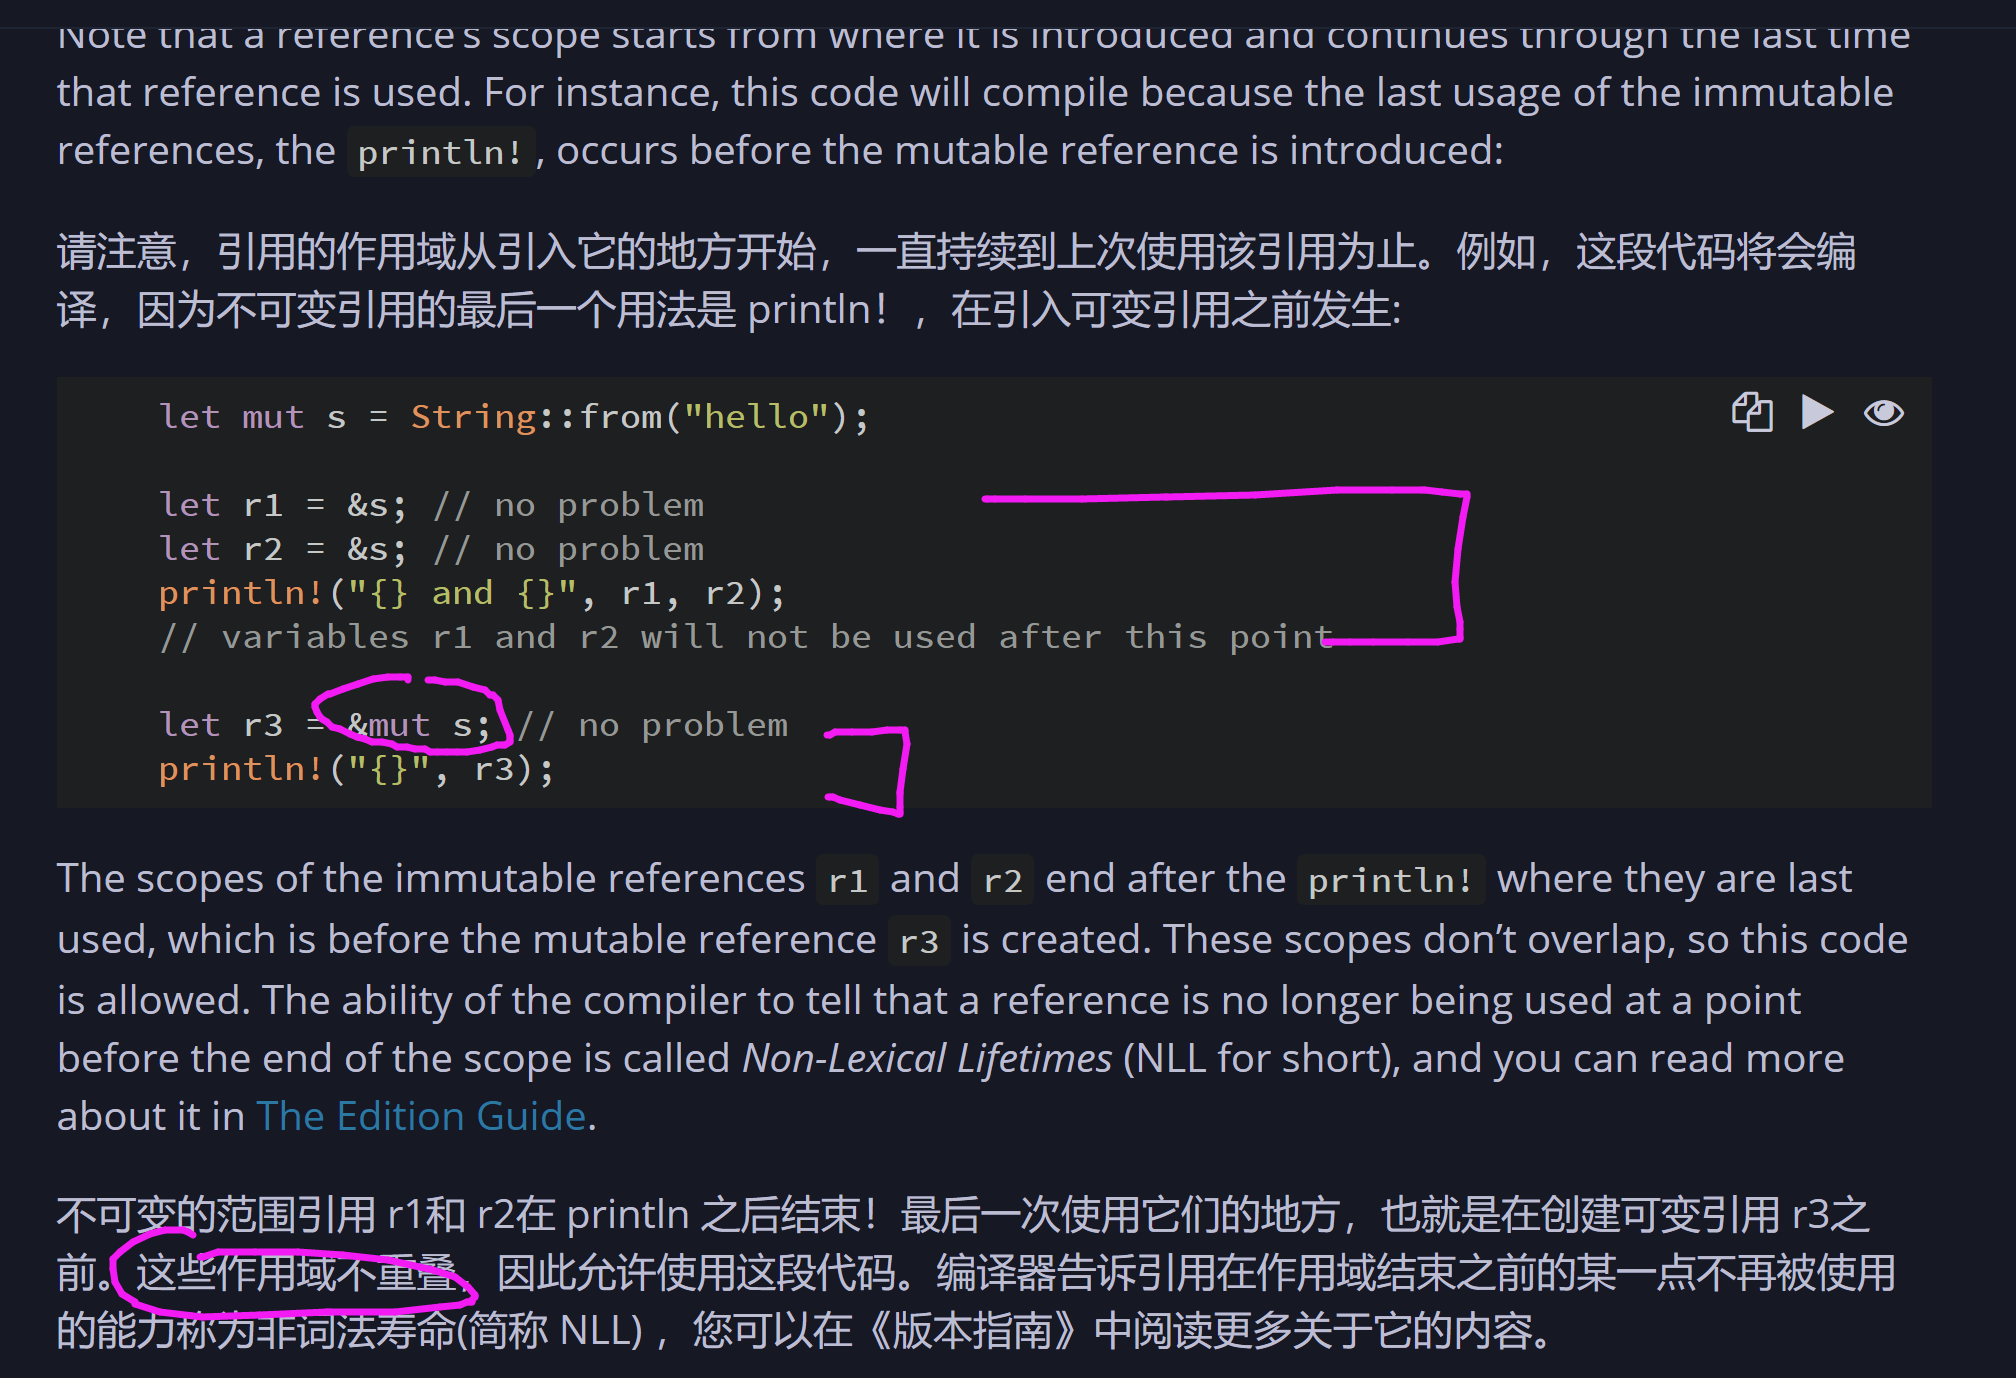 Note that a reference's scope starts from where it is introduced and continues through the last time
that reference is used. For instance, this code will compile because the last usage of the immutable
references, the println!, occurs before the mutable reference is introduced:
请注意，引用的作用域从引入它的地方开始，一直持续到上次使用该引用为止。例如，这段代码将会编
译，因为不可变引用的最后一个用法是 println！，在引入可变引用之前发生:
let mut s = String::from("hello");
let r1 = &s; // no problem
let r2 = &s; // no problem
println!("{} and {}", r1, r2);
// variables r1 and r2 will not be used after this point
let r3 = &mut s; // no problem
println!("{}", r3);
The scopes of the immutable references r1 and r2 end after the println! where they are last
used, which is before the mutable reference r3 is created. These scopes don’t overlap, so this code
is allowed. The ability of the compiler to tell that a reference is no longer being used at a point
before the end of the scope is called Non-Lexical Lifetimes (NLL for short), and you can read more
about it in The Edition Guide.
不可变的范围引用 r1和 r2在 println 之后结束！最后一次使用它们的地方，也就是在创建可变引用 r3之
前。这些作用域不重叠，因此允许使用这段代码。编译器告诉引用在作用域结束之前的某一点不再被使用
的能力称为非词法寿命(简称 NLL) ，您可以在《版本指南》中阅读更多关于它的内容。